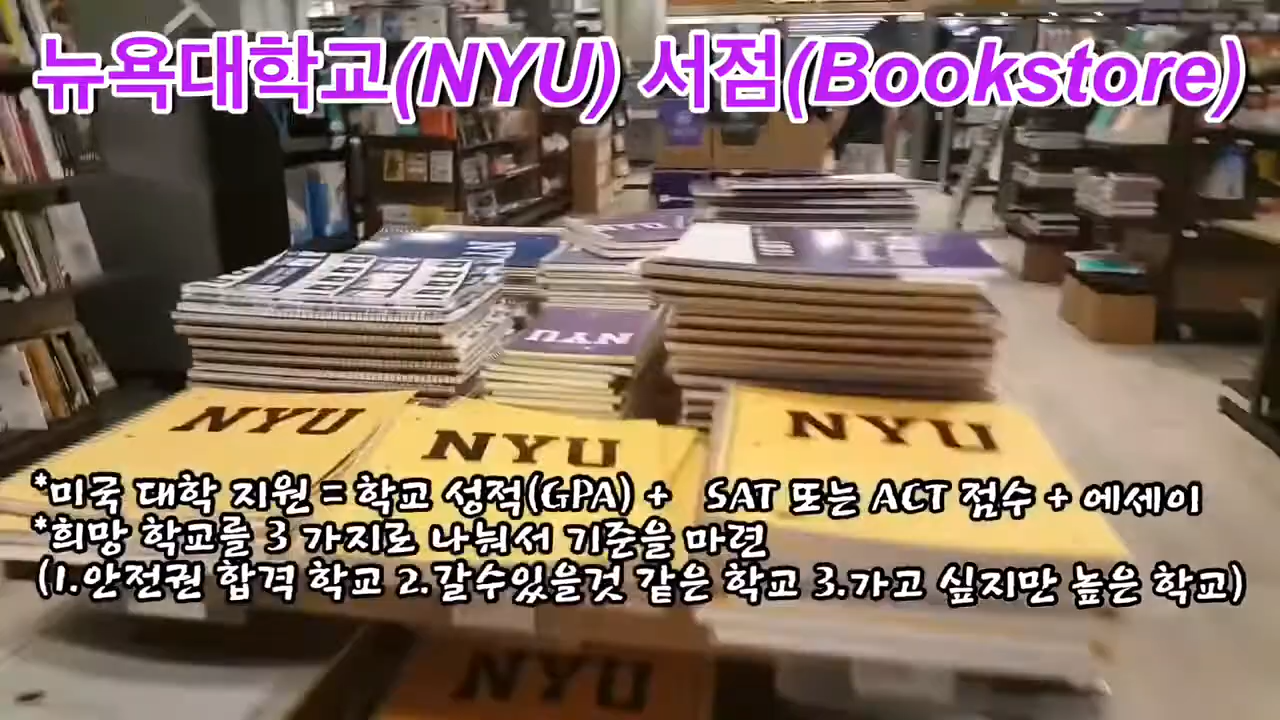 뉴욕대학교(NYU) 서점(Bookstore)
NYU
NYU
NYU
NYU
NYU
NYU
*미국 대학 지원 = 학교 성적(GPA) + SAT 또는 ACT 점수 + 에세이
*희망 학교를 3 가지로 나눠서 기준을 마련
(1.안전권 합격 학교 2.갈수있을것 같은 학교 3.가고 싶지만 높은 학교)
NYU